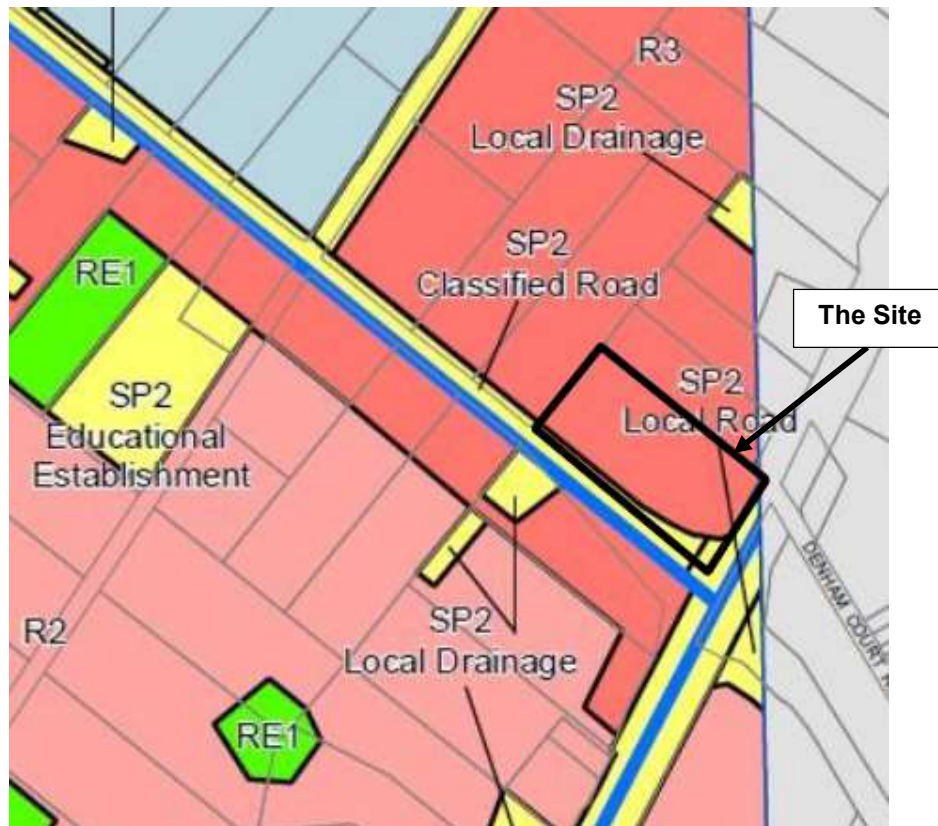 R3
SP2
Local Drainage
SP2
Classified Road
RE1
The Site
SP2
Local Road
SP2
Educational
Establishment
DENHAM COURT
SP2
Local Drainage
R2
RE1